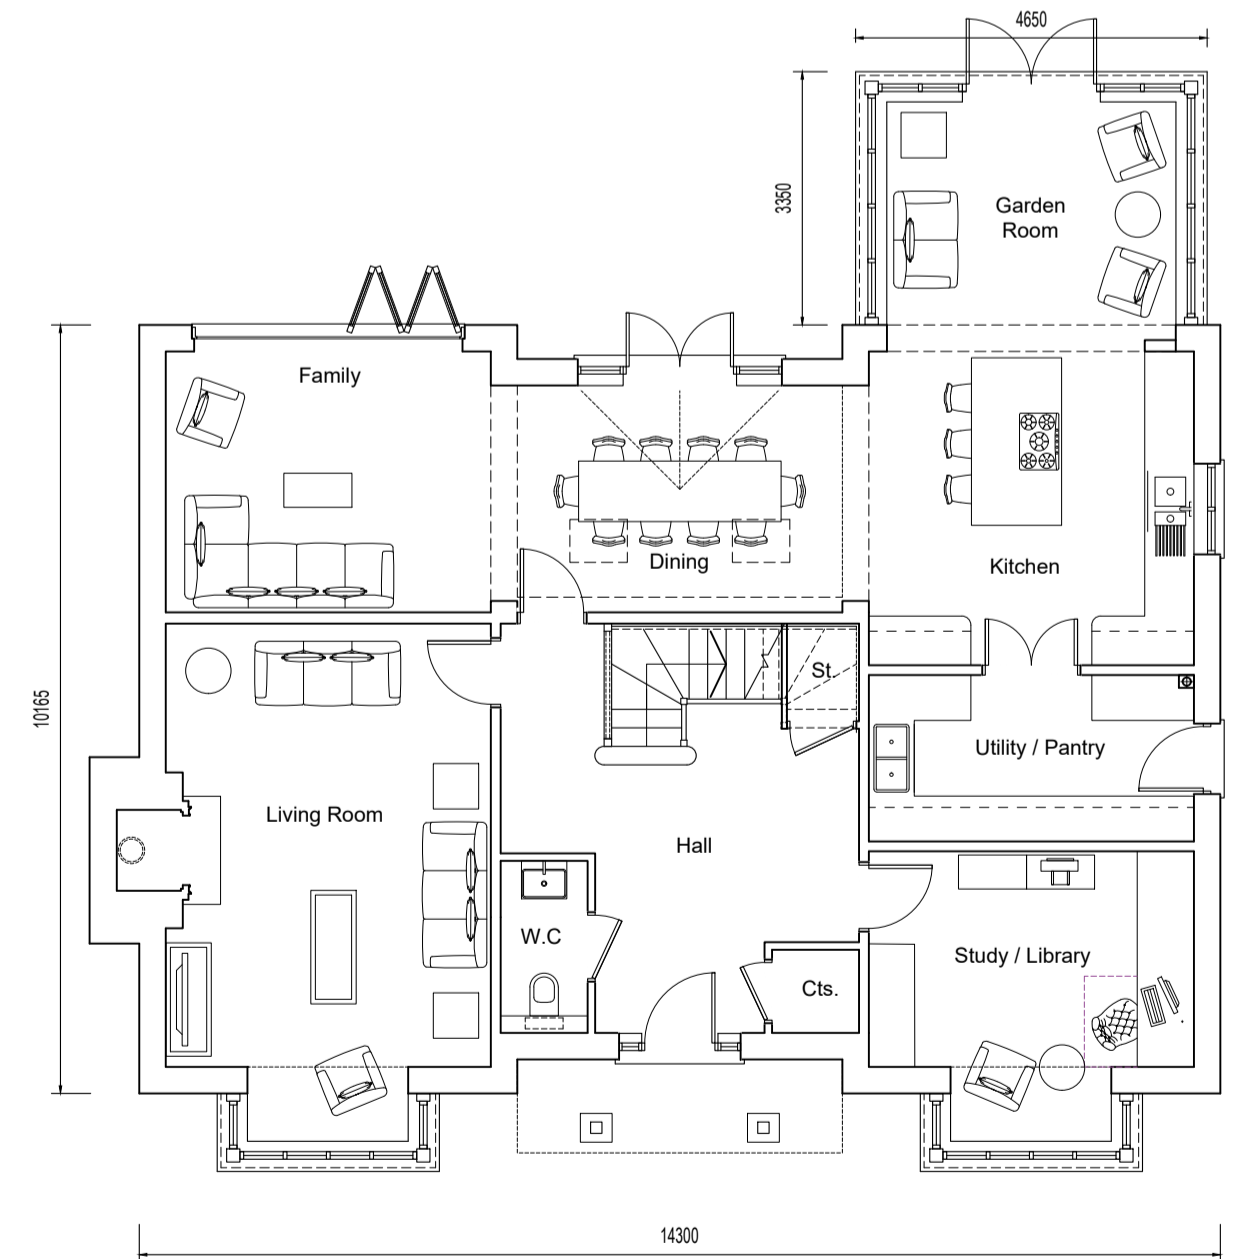 4650
3350
Garden
Room
Family
Dining
Kitchen
St.
10165
Utility / Pantry
Living Room
Hall
W.C
Study / Library
Cts.
14300